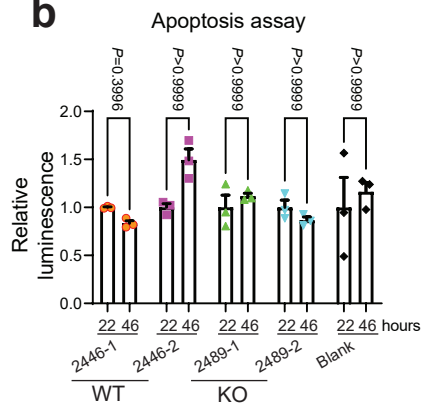 b
Apoptosis assay
P=0.3996 P>0.9999 P>0.9999 P>0.9999 P>0.9999
Relative
luminescence
2.0
1.5
1.0
0.5
0.0
22 46 22 46 22 46 22 46 22 46 hours
2446-1 2446-2 2489-1 2489-2 Blank
WT KO